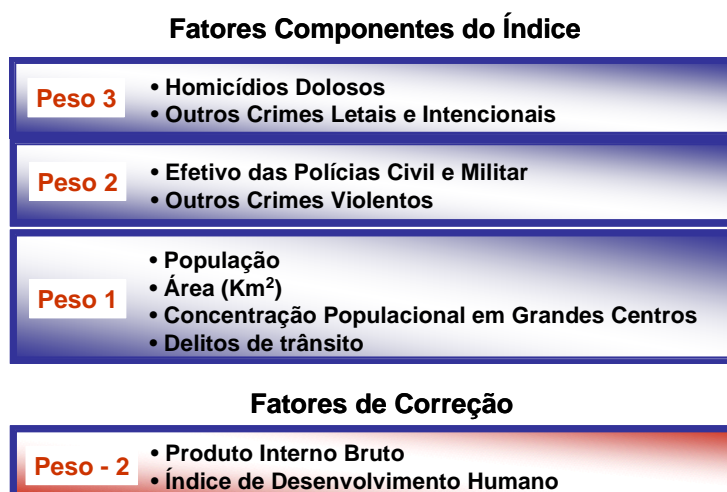 Fatores Componentes do Índice
Peso 3
• Homicídios Dolosos
• Outros Crimes Letais e Intencionais
Peso 2
• Efetivo das Polícias Civil e Militar
• Outros Crimes Violentos
Peso 1
• População
• Área (Km²)
• Concentração Populacional em Grandes Centros
• Delitos de trânsito
Fatores de Correção
Peso - 2
• Produto Interno Bruto
• Índice de Desenvolvimento Humano